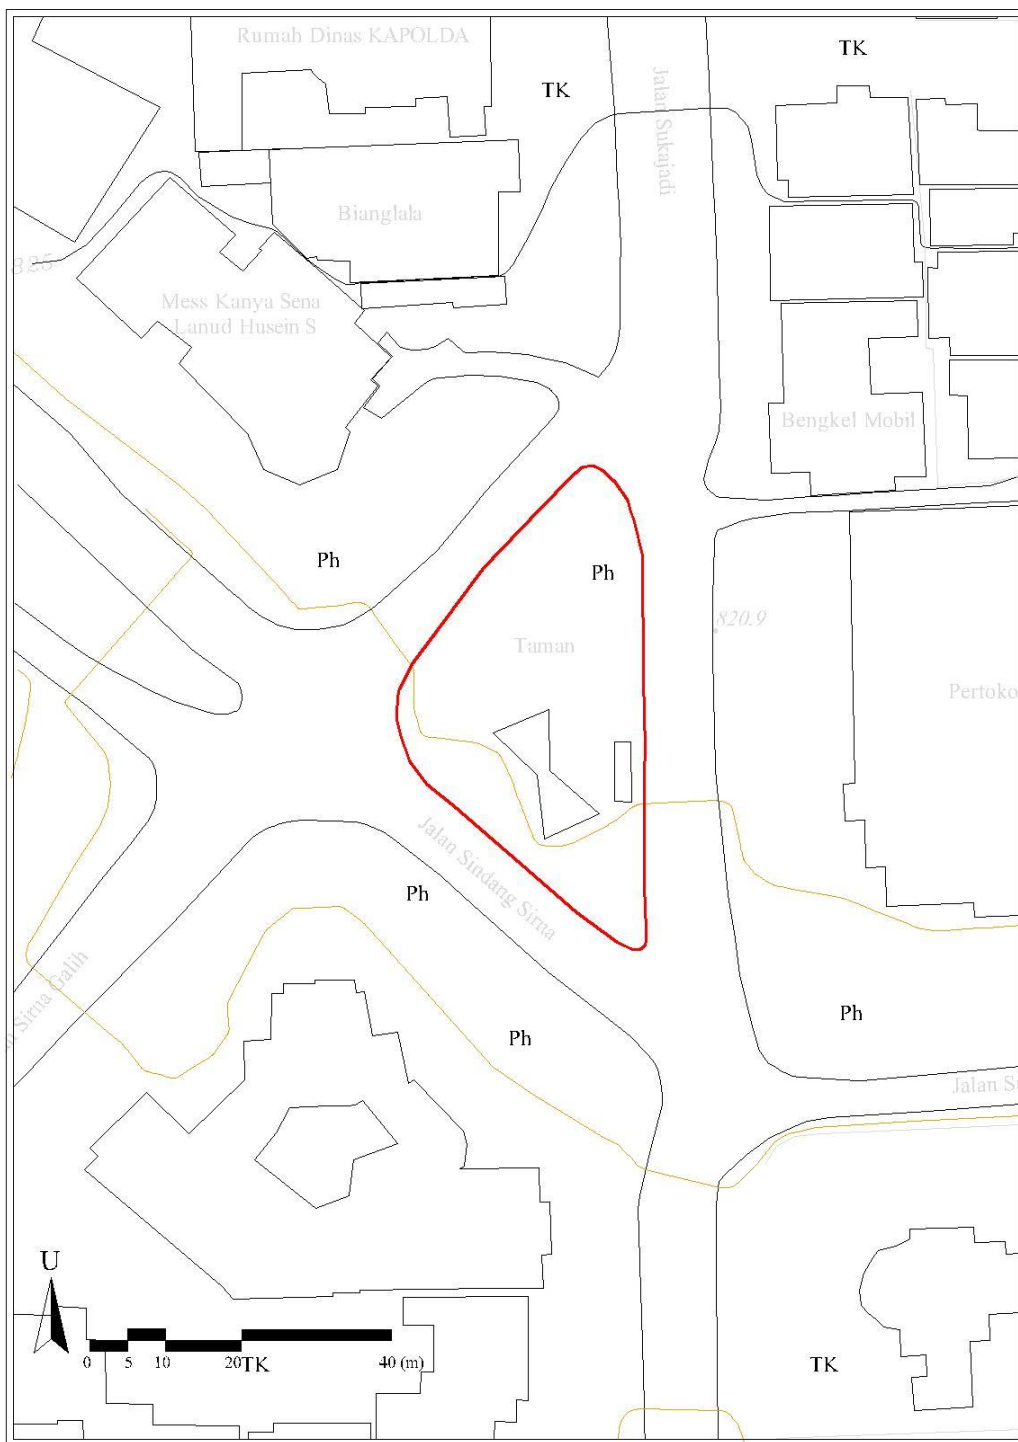 Rumah Dinas KAPOLDA
TK
TK
Jalan Sukajadi
Bianglala
825
Mess Kanya Sena
Lanud Husein S
Bengkel Mobil
Ph
Ph
820.9
Taman
Pertoko
Jalan Sindang Sirna
Ph
Sirna Galih
Ph
Ph
Jalan
U
0 5 10 20 40 (m)
TK
TK